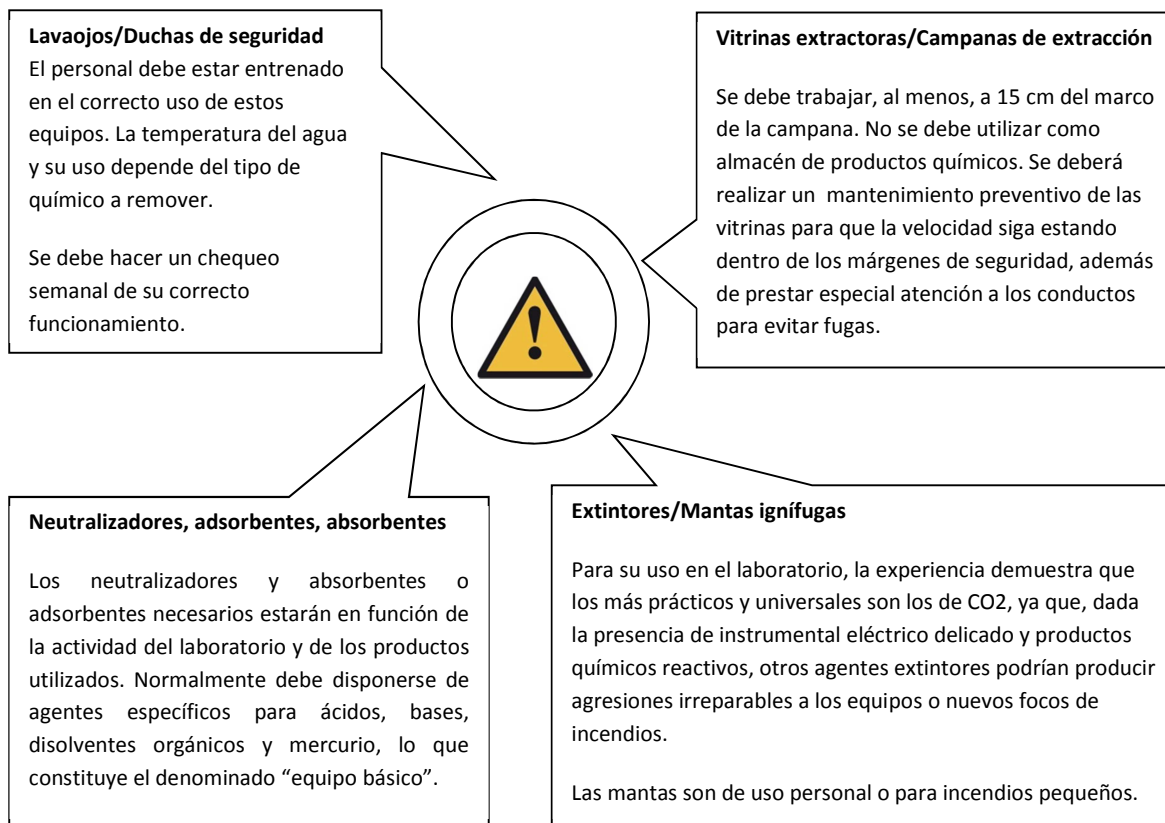 Lavaojos/Duchas de seguridad
El personal debe estar entrenado
en el correcto uso de estos
equipos. La temperatura del agua
y su uso depende del tipo de
químico a remover.
Se debe hacer un chequeo
semanal de su correcto
funcionamiento.
Vitrinas extractoras/Campanas de extracción
Se debe trabajar, al menos, a 15 cm del marco
de la campana. No se debe utilizar como
almacén de productos químicos. Se deberá
realizar un mantenimiento preventivo de las
vitrinas para que la velocidad siga estando
dentro de los márgenes de seguridad, además
de prestar especial atención a los conductos
para evitar fugas.
Neutralizadores, adsorbentes, absorbentes
Los neutralizadores y absorbentes o
adsorbentes necesarios estarán en función de
la actividad del laboratorio y de los productos
utilizados. Normalmente debe disponerse de
agentes específicos para ácidos, bases,
disolventes orgánicos y mercurio, lo que
constituye el denominado “equipo básico”.
Extintores/Mantas ignífugas
Para su uso en el laboratorio, la experiencia demuestra que
los más prácticos y universales son los de CO2, ya que, dada
la presencia de instrumental eléctrico delicado y productos
químicos reactivos, otros agentes extintores podrían producir
agresiones irreparables a los equipos o nuevos focos de
incendios.
Las mantas son de uso personal o para incendios pequeños.